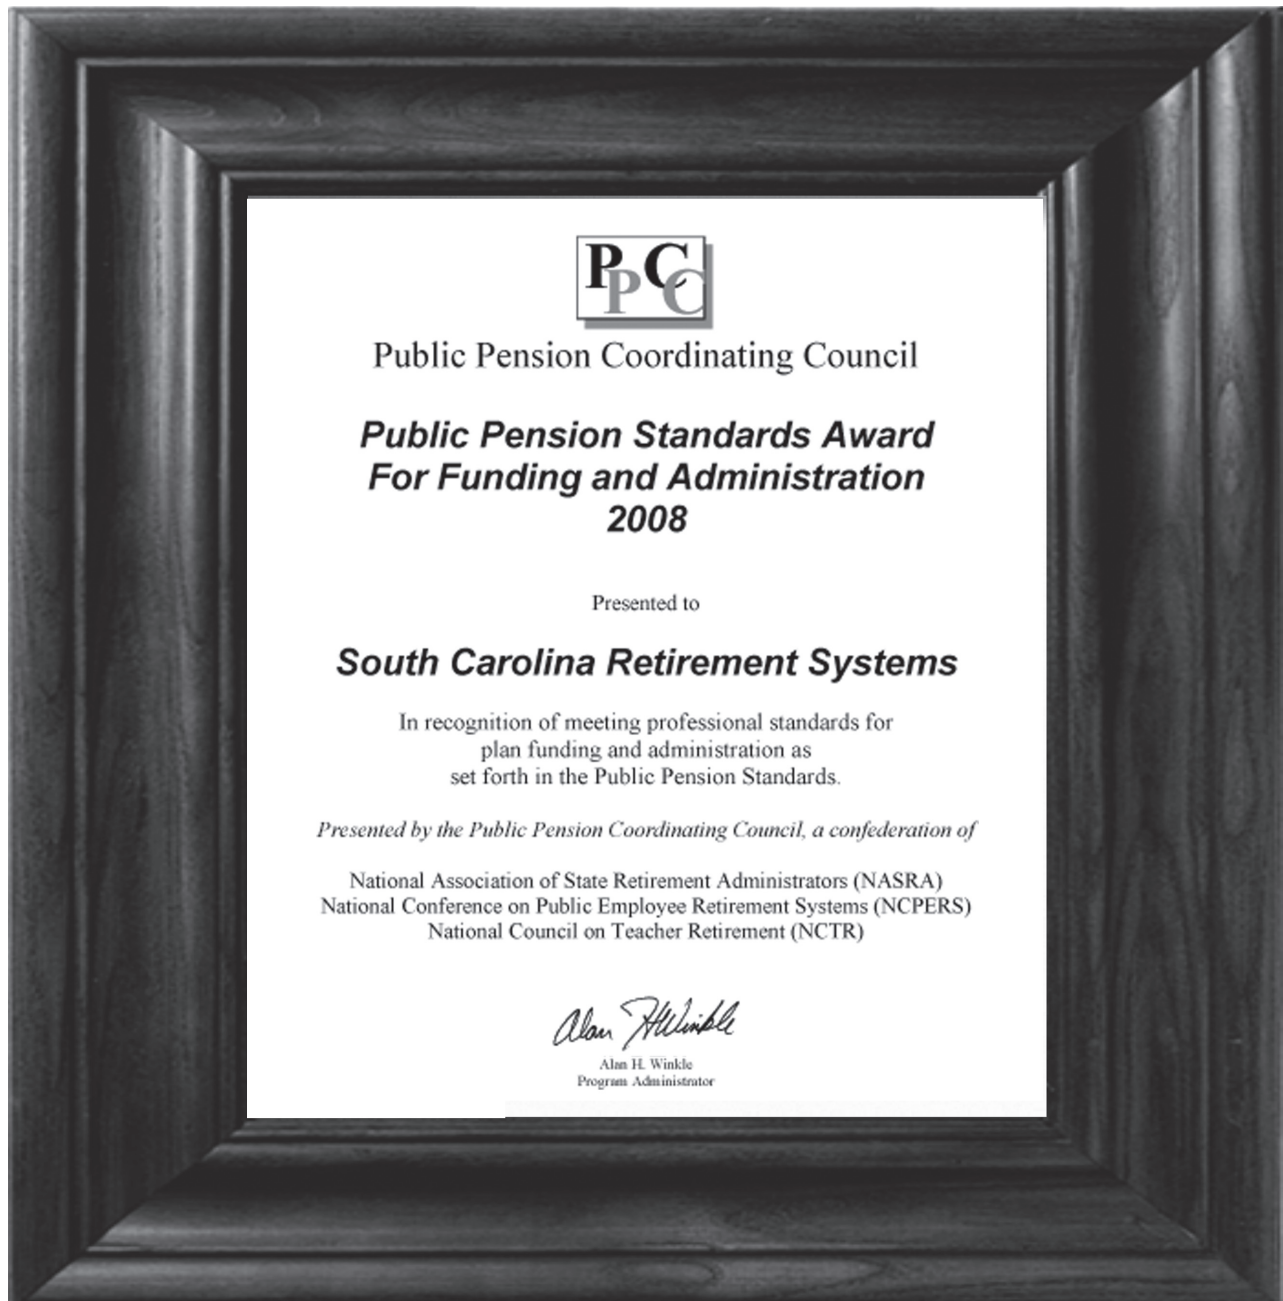 P P C C
Public Pension Coordinating Council
Public Pension Standards Award
For Funding and Administration
2008
Presented to
South Carolina Retirement Systems
In recognition of meeting professional standards for
plan funding and administration as
set forth in the Public Pension Standards.
Presented by the Public Pension Coordinating Council, a confederation of
National Association of State Retirement Administrators (NASRA)
National Conference on Public Employee Retirement Systems (NCPERS)
National Council on Teacher Retirement (NCTR)
Alan H Winkle
Alan H. Winkle
Program Administrator